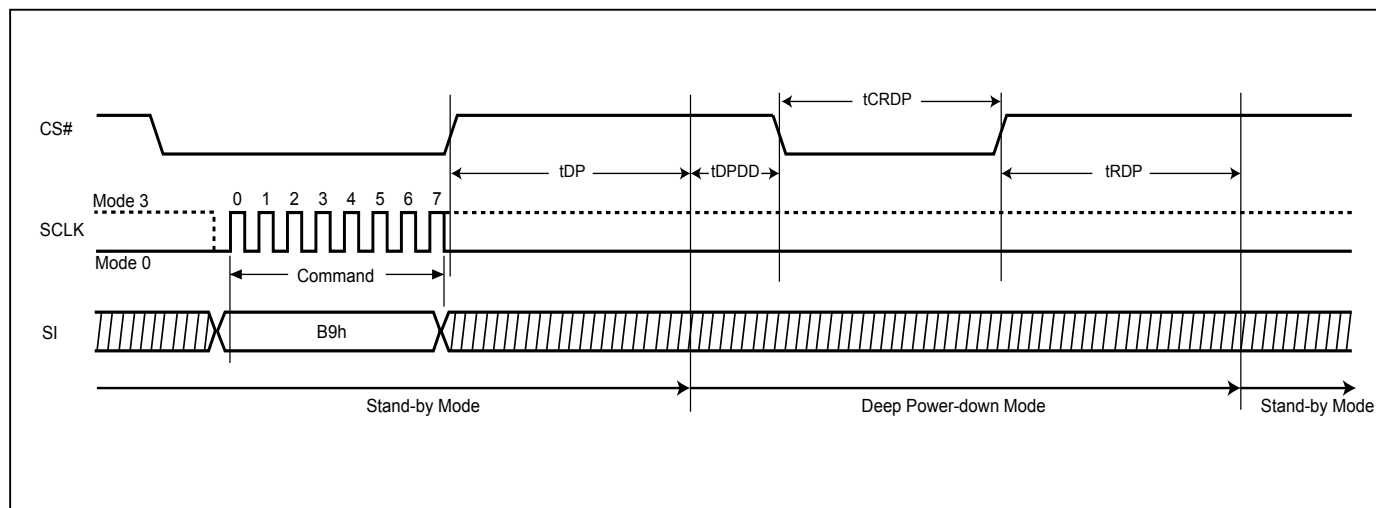 tCRDP
CS#
tDP
tDPDD
tRDP
Mode 3
0 1 2 3 4 5 6 7
SCLK
Mode 0
Command
SI
B9h
Stand-by Mode
Deep Power-down Mode
Stand-by Mode